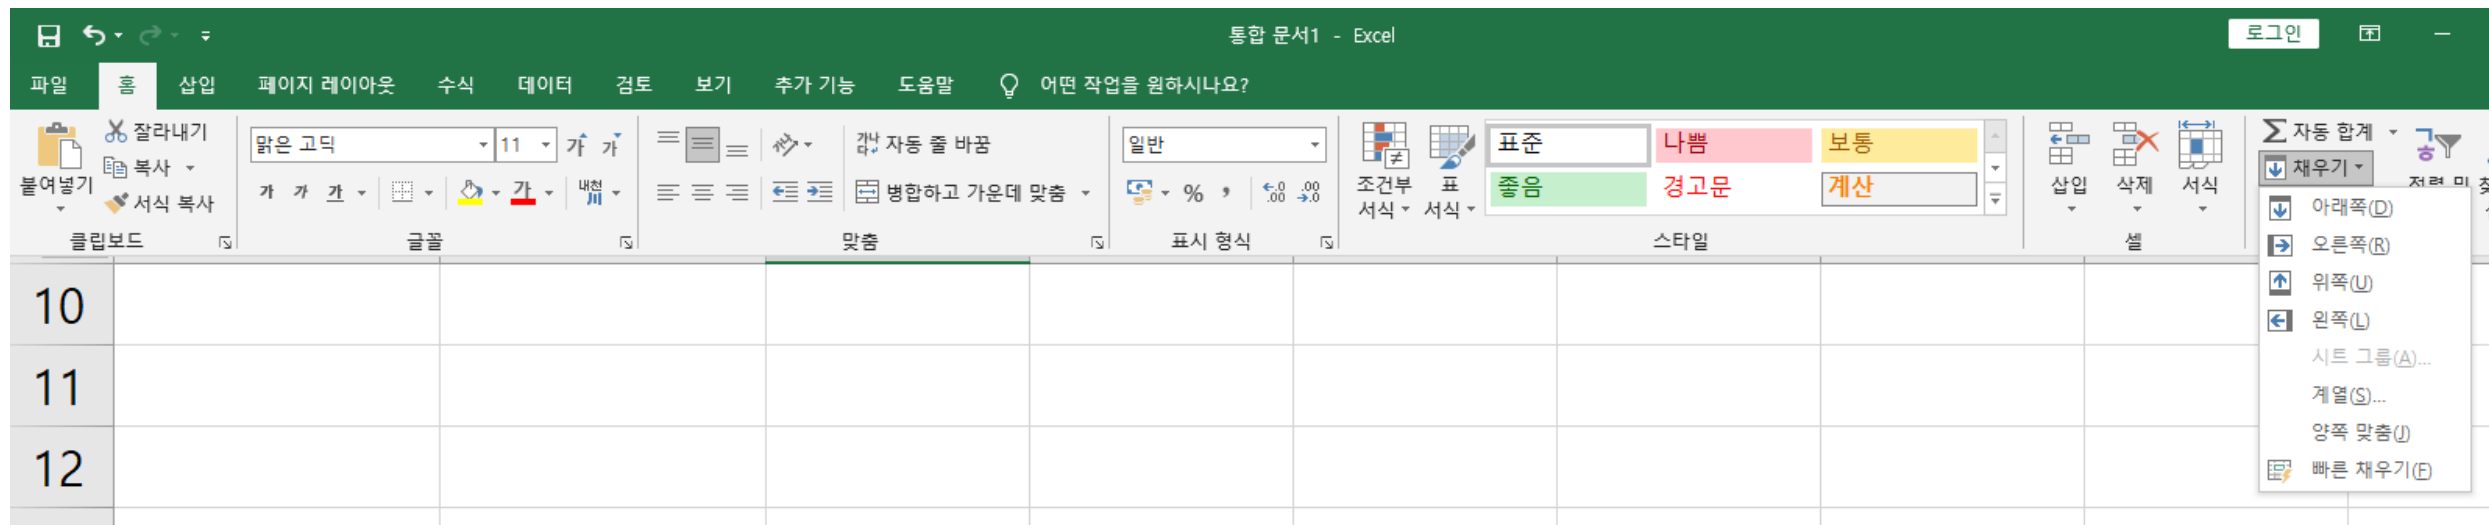 통합 문서1 - Excel
로그인
파일 홈 삽입 페이지 레이아웃 수식 데이터 검토 보기 추가 기능 도움말 어떤 작업을 원하시나요?
붙여넣기
잘라내기
복사
서식 복사
클립보드
맑은 고딕 11 가 가
가 가 가 가 내천
글꼴
자동 줄 바꿈
병합하고 가운데 맞춤
맞춤
일반
% ,
표시 형식
조건부 서식
표 서식
표준 나쁨 보통
좋음 경고문 계산
스타일
삽입 삭제 서식
셀
자동 합계
채우기
아래쪽(D)
오른쪽(R)
위쪽(U)
왼쪽(L)
시트 그룹(A)...
계열(S)...
양쪽 맞춤(J)
빠른 채우기(F)
10
11
12